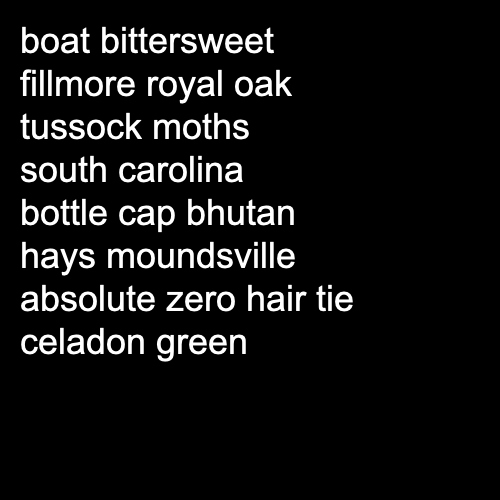 boat bittersweet
fillmore royal oak
tussock moths
south carolina
bottle cap bhutan
hays moundsville
absolute zero hair tie
celadon green